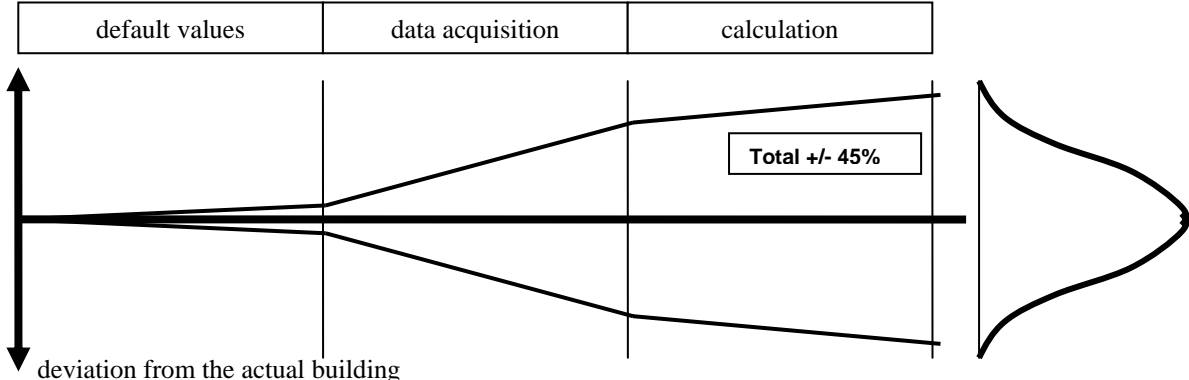 default values
data acquisition
calculation
Total +/- 45%
deviation from the actual building